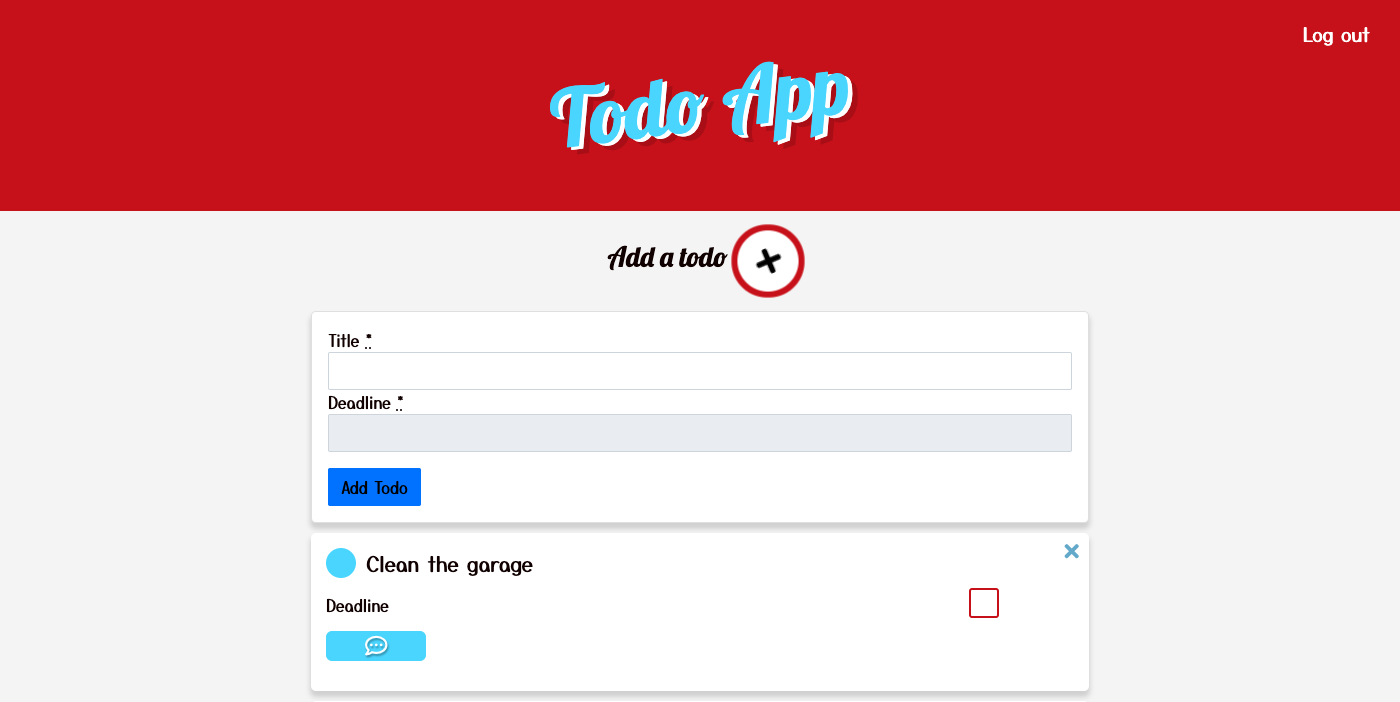 Log out
Todo App
Add a todo
Title *
Deadline *
Add Todo
Clean the garage
Deadline